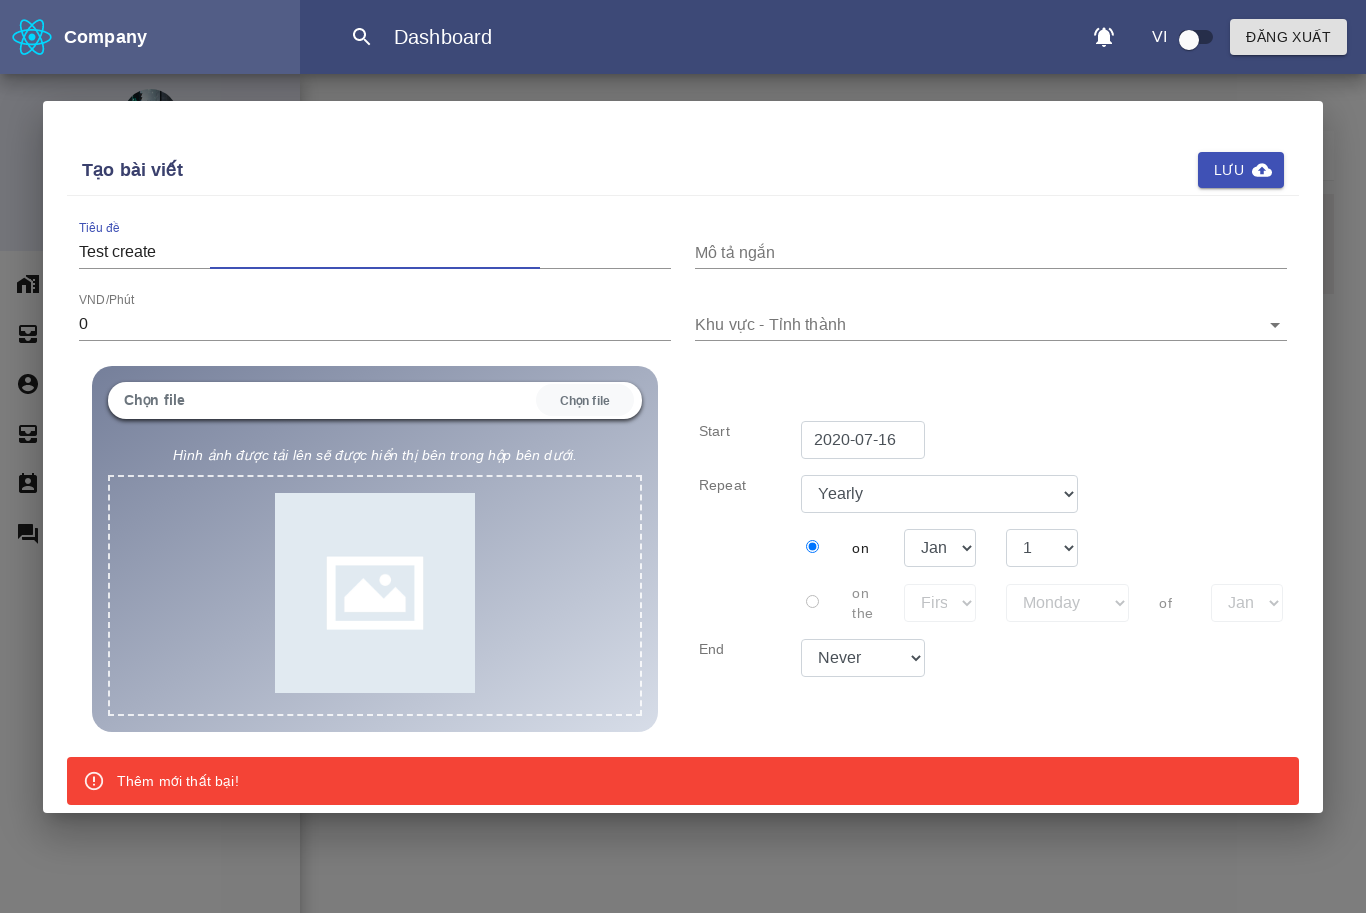 Company
Dashboard
VI
ĐĂNG XUẤT
Tạo bài viết
LƯU
Tiêu đề
Test create
Mô tả ngắn
VND/Phút
0
Khu vực - Tỉnh thành
Chọn file
Chọn file
Hình ảnh được tải lên sẽ được hiển thị bên trong hộp bên dưới.
Start
2020-07-16
Repeat
Yearly
on
Jan
1
on the
Firs
Monday
of
Jan
End
Never
Thêm mới thất bại!